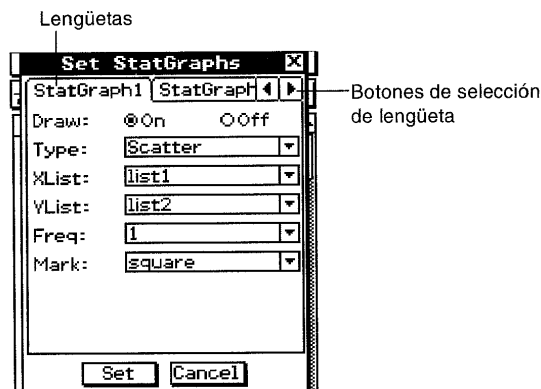 Lengüetas
Set StatGraphs
StatGraph1 StatGraph
Botones de selección
de lengüeta
Draw: On Off
Type: Scatter
XList: list1
YList: list2
Freq: 1
Mark: square
Set Cancel